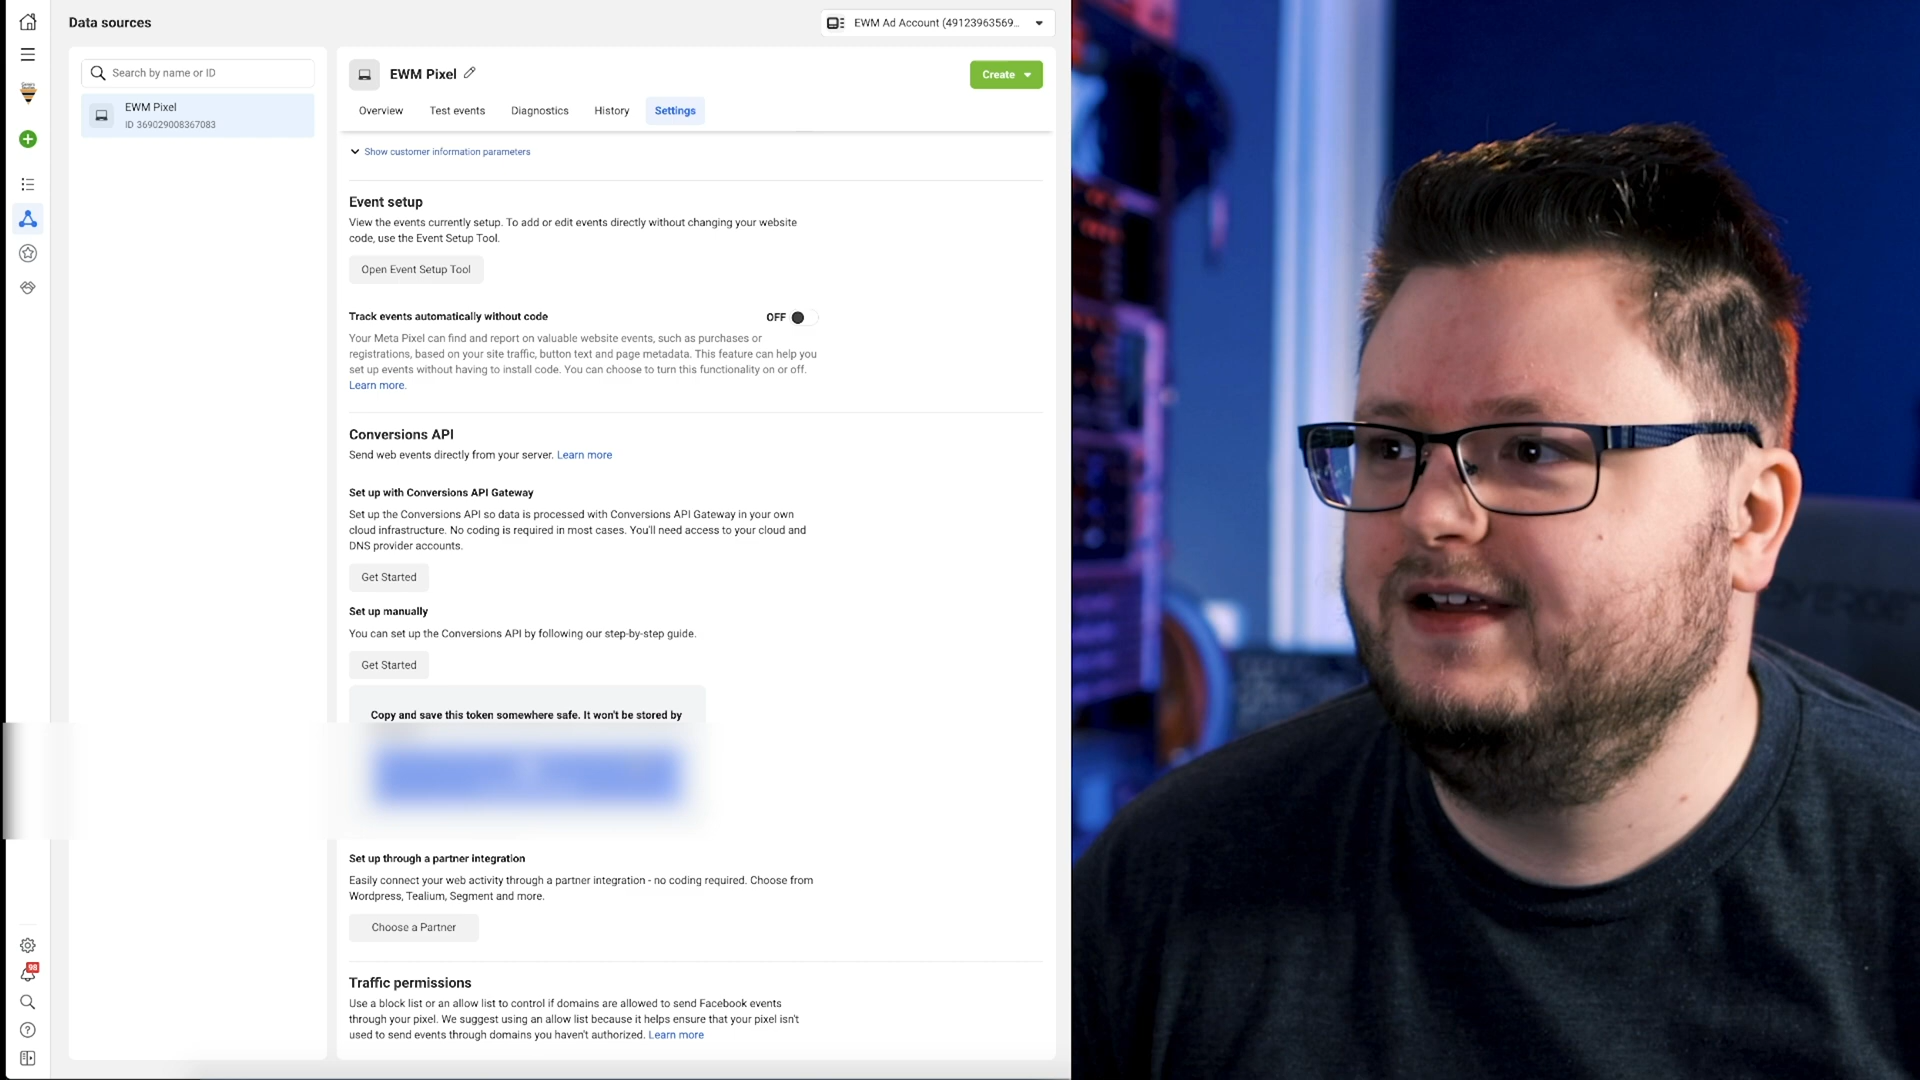 Data sources
EWM Ad Account (49123963569...
Search by name or ID
EWM Pixel
ID 369029008367083
EWM Pixel
Create
Overview
Test events
Diagnostics
History
Settings
Show customer information parameters
Event setup
View the events currently setup. To add or edit events directly without changing your website
code, use the Event Setup Tool.
Open Event Setup Tool
Track events automatically without code
OFF
Your Meta Pixel can find and report on valuable website events, such as purchases or
registrations, based on your site traffic, button text and page metadata. This feature can help you
set up events without having to install code. You can choose to turn this functionality on or off.
Learn more.
Conversions API
Send web events directly from your server. Learn more
Set up with Conversions API Gateway
Set up the Conversions API so data is processed with Conversions API Gateway in your own
cloud infrastructure. No coding is required in most cases. You'll need access to your cloud and
DNS provider accounts.
Get Started
Set up manually
You can set up the Conversions API by following our step-by-step guide.
Get Started
Copy and save this token somewhere safe. It won't be stored by
Set up through a partner integration
Easily connect your web activity through a partner integration - no coding required. Choose from
Wordpress, Tealium, Segment and more.
Choose a Partner
98
Traffic permissions
Use a block list or an allow list to control if domains are allowed to send Facebook events
through your pixel. We suggest using an allow list because it helps ensure that your pixel isn't
used to send events through domains you haven't authorized. Learn more